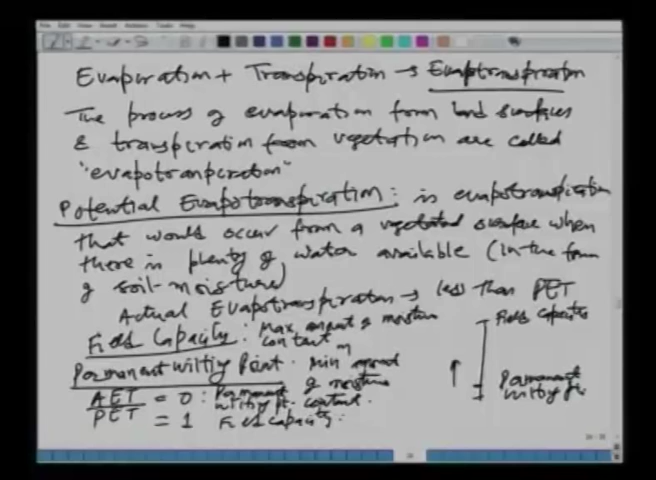 Evaporation + Transpiration → Evapotranspiration
The process of evaporation from land surfaces
& transpiration from vegetation are called
"evapotranpiration"
Potential Evapotranspiration: is evapotranspiration
that would occur from a vegetated surface when
there is plenty of water available (in the form
of soil-moisture)
Actual Evapotranspiration → less than PET
Field Capacity: Max. amount of moisture
content
Permanent Wilting Point: Min amount
of moisture
content.
AET/PET = 0 : Permanent
wilting pt.
= 1 Field capacity:
Field capacity
Permanent
wilting pt